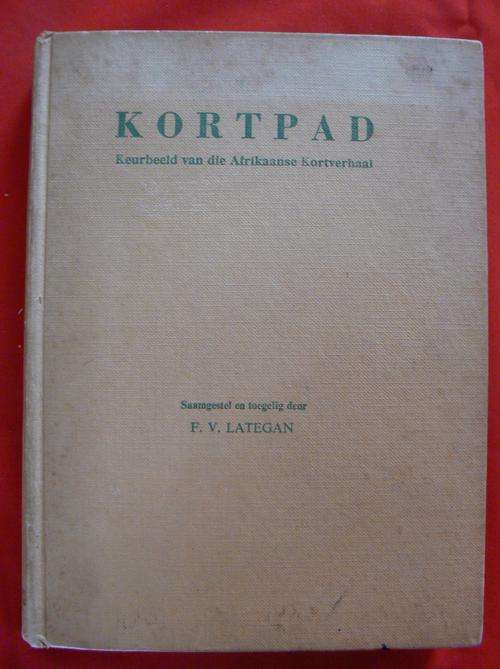 KORTPAD
Keurbeeld van die Afrikaanse Kortverhaal
Saamgestel en toegelig deur
F. V. LATEGAN